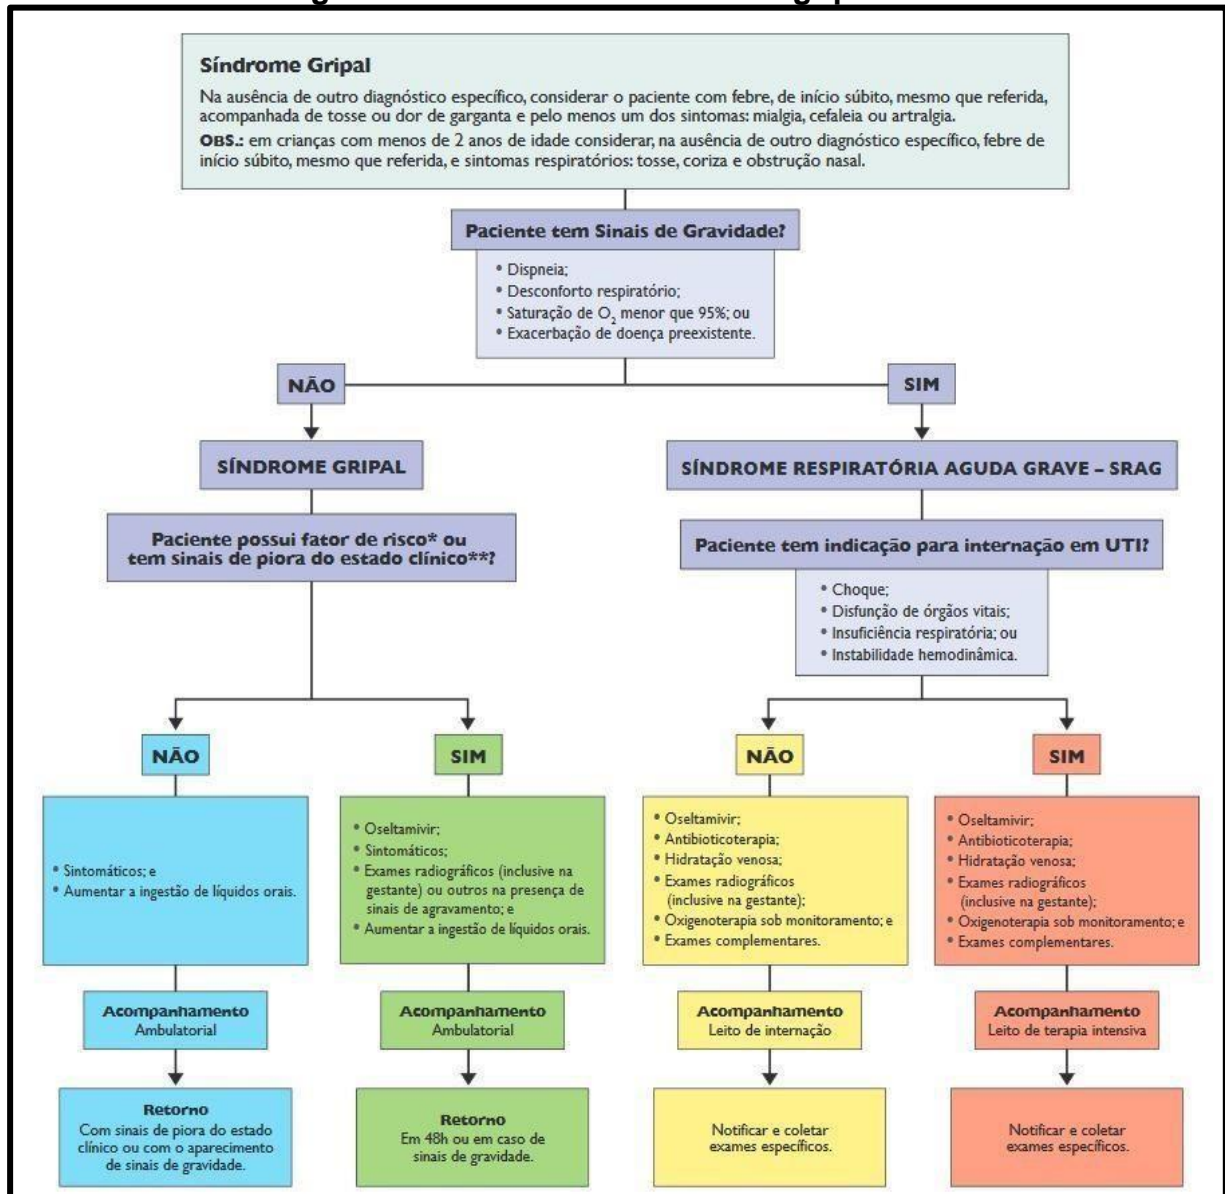 Síndrome Gripal
Na ausência de outro diagnóstico específico, considerar o paciente com febre, de início súbito, mesmo que referida,
acompanhada de tosse ou dor de garganta e pelo menos um dos sintomas: mialgia, cefaleia ou artralgia.
OBS.: em crianças com menos de 2 anos de idade considerar, na ausência de outro diagnóstico específico, febre de
início súbito, mesmo que referida, e sintomas respiratórios: tosse, coriza e obstrução nasal.
Paciente tem Sinais de Gravidade?
• Dispneia;
• Desconforto respiratório;
• Saturação de O2 menor que 95%; ou
• Exacerbação de doença preexistente.
NÃO
SIM
SÍNDROME GRIPAL
SÍNDROME RESPIRATÓRIA AGUDA GRAVE – SRAG
Paciente possui fator de risco* ou
tem sinais de piora do estado clínico**?
Paciente tem indicação para internação em UTI?
• Choque;
• Disfunção de órgãos vitais;
• Insuficiência respiratória; ou
• Instabilidade hemodinâmica.
NÃO
SIM
NÃO
SIM
• Sintomáticos; e
• Aumentar a ingestão de líquidos orais.
• Oseltamivir;
• Sintomáticos;
• Exames radiográficos (inclusive na
gestante) ou outros na presença de
sinais de agravamento; e
• Aumentar a ingestão de líquidos orais.
• Oseltamivir;
• Antibioticoterapia;
• Hidratação venosa;
• Exames radiográficos
(inclusive na gestante);
• Oxigenoterapia sob monitoramento; e
• Exames complementares.
• Oseltamivir;
• Antibioticoterapia;
• Hidratação venosa;
• Exames radiográficos
(inclusive na gestante);
• Oxigenoterapia sob monitoramento; e
• Exames complementares.
Acompanhamento
Ambulatorial
Acompanhamento
Ambulatorial
Acompanhamento
Leito de internação
Acompanhamento
Leito de terapia intensiva
Retorno
Com sinais de piora do estado
clínico ou com o aparecimento
de sinais de gravidade.
Retorno
Em 48h ou em caso de
sinais de gravidade.
Notificar e coletar
exames específicos.
Notificar e coletar
exames específicos.